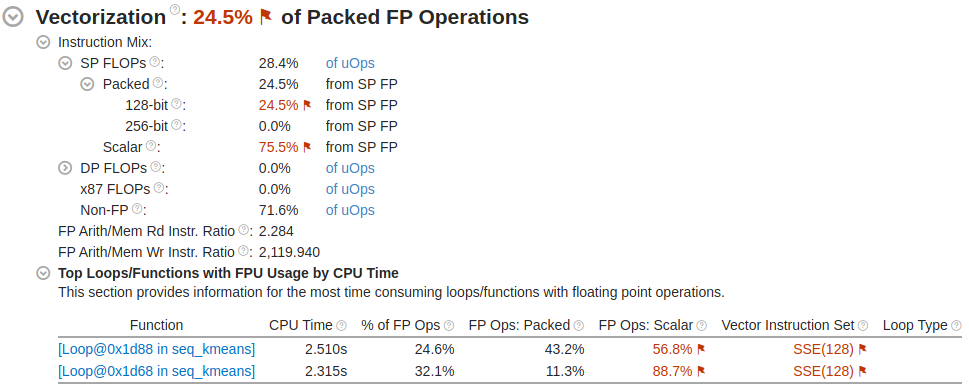 Vectorization ?: 24.5% of Packed FP Operations
Instruction Mix:
SP FLOPs ?: 28.4% of uOps
Packed ?: 24.5% from SP FP
128-bit ?: 24.5% from SP FP
256-bit ?: 0.0% from SP FP
Scalar ?: 75.5% from SP FP
DP FLOPs ?: 0.0% of uOps
x87 FLOPs ?: 0.0% of uOps
Non-FP ?: 71.6% of uOps
FP Arith/Mem Rd Instr. Ratio ?: 2.284
FP Arith/Mem Wr Instr. Ratio ?: 2,119.940
Top Loops/Functions with FPU Usage by CPU Time
This section provides information for the most time consuming loops/functions with floating point operations.
Function CPU Time ? % of FP Ops ? FP Ops: Packed ? FP Ops: Scalar ? Vector Instruction Set ? Loop Type ?
[Loop@0x1d88 in seq_kmeans] 2.510s 24.6% 43.2% 56.8% SSE(128)
[Loop@0x1d68 in seq_kmeans] 2.315s 32.1% 11.3% 88.7% SSE(128)